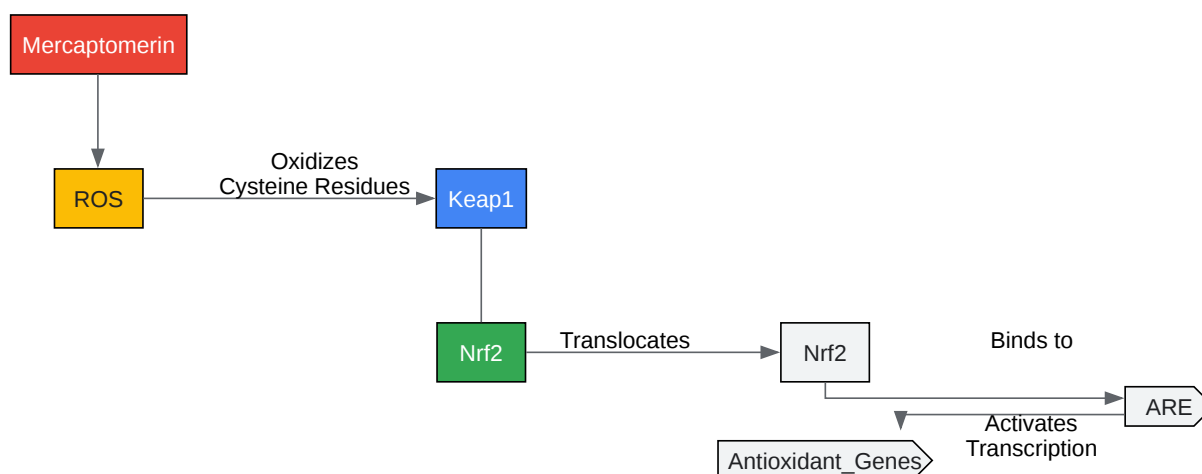 Mercaptomerin
Oxidizes
Cysteine Residues
ROS
Keap1
Nrf2
Translocates
Nrf2
Binds to
ARE
Activates
Transcription
Antioxidant_Genes